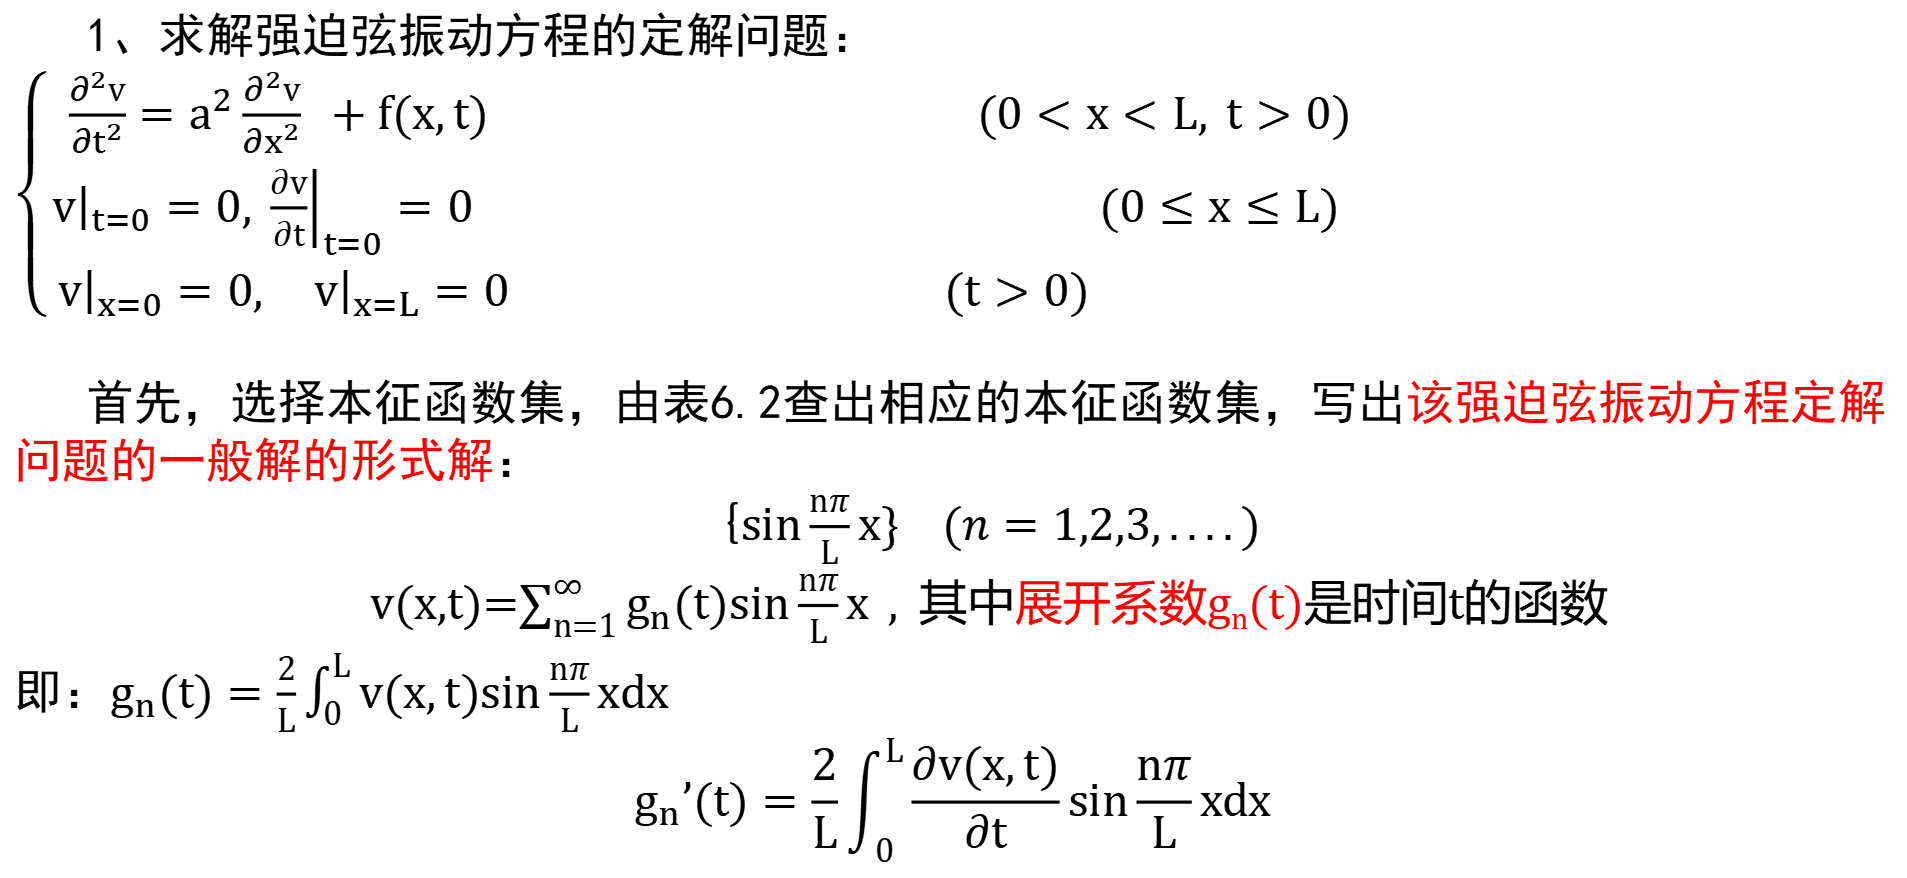 1、求解强迫弦振动方程的定解问题：
∂²v/∂t² = a² ∂²v/∂x² + f(x, t) (0 < x < L, t > 0)
v|t=0 = 0, ∂v/∂t|t=0 = 0 (0 ≤ x ≤ L)
v|x=0 = 0, v|x=L = 0 (t > 0)
首先，选择本征函数集，由表6.2查出相应的本征函数集，写出该强迫弦振动方程定解
问题的一般解的形式解：
{sin nπ/L x} (n = 1,2,3, . . . . )
v(x,t)=∑_{n=1}^{∞} gₙ(t)sin nπ/L x , 其中展开系数gₙ(t)是时间t的函数
即：gₙ(t) = 2/L ∫₀ᴸ v(x, t)sin nπ/L xdx
gₙ’(t) = 2/L ∫₀ᴸ ∂v(x, t)/∂t sin nπ/L xdx